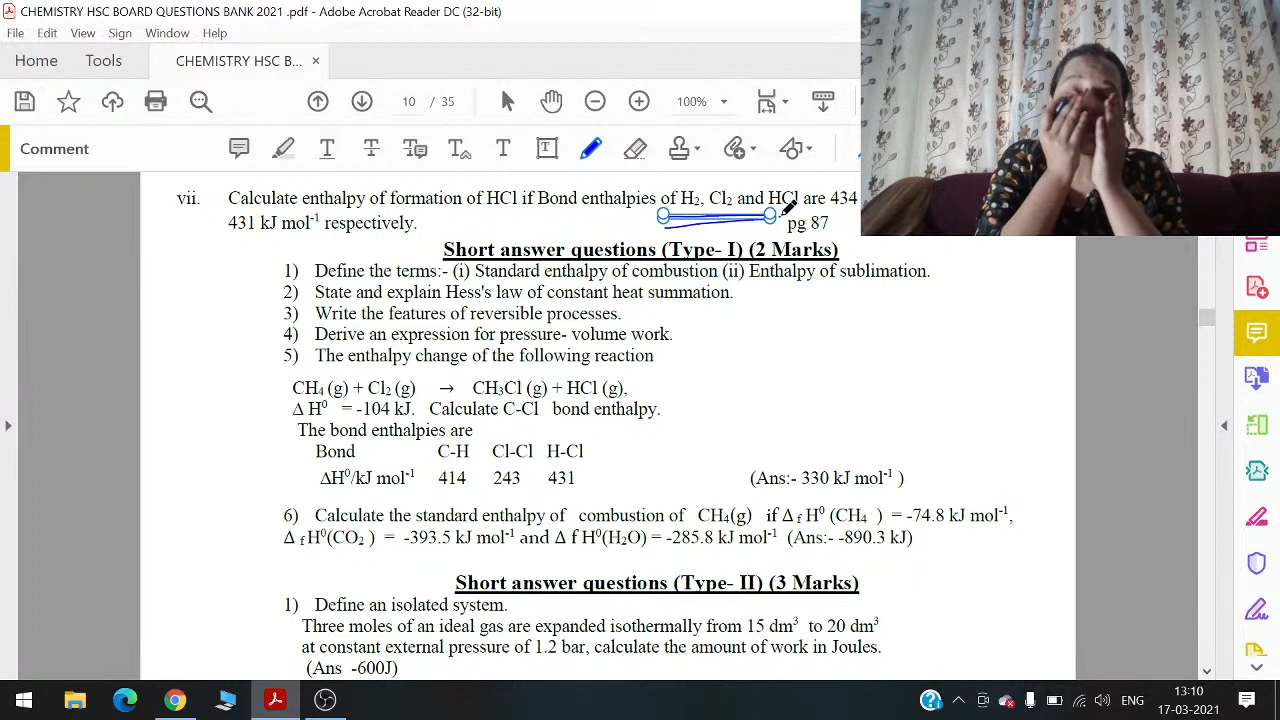 CHEMISTRY HSC BOARD QUESTIONS BANK 2021 .pdf - Adobe Acrobat Reader DC (32-bit)
File Edit View Sign Window Help
Home Tools CHEMISTRY HSC B... ×
10 / 35 100%
Comment
vii. Calculate enthalpy of formation of HCl if Bond enthalpies of H2, Cl2 and HCl are 434
431 kJ mol-1 respectively. pg 87
Short answer questions (Type- I) (2 Marks)
1) Define the terms:- (i) Standard enthalpy of combustion (ii) Enthalpy of sublimation.
2) State and explain Hess's law of constant heat summation.
3) Write the features of reversible processes.
4) Derive an expression for pressure- volume work.
5) The enthalpy change of the following reaction
CH4 (g) + Cl2 (g) → CH3Cl (g) + HCl (g),
Δ H0 = -104 kJ. Calculate C-Cl bond enthalpy.
The bond enthalpies are
Bond C-H Cl-Cl H-Cl
ΔH0/kJ mol-1 414 243 431 (Ans:- 330 kJ mol-1 )
6) Calculate the standard enthalpy of combustion of CH4(g) if Δ f H0 (CH4 ) = -74.8 kJ mol-1,
Δ f H0(CO2 ) = -393.5 kJ mol-1 and Δ f H0(H2O) = -285.8 kJ mol-1 (Ans:- -890.3 kJ)
Short answer questions (Type- II) (3 Marks)
1) Define an isolated system.
Three moles of an ideal gas are expanded isothermally from 15 dm3 to 20 dm3
at constant external pressure of 1.2 bar, calculate the amount of work in Joules.
(Ans -600J)
ENG 13:10
17-03-2021